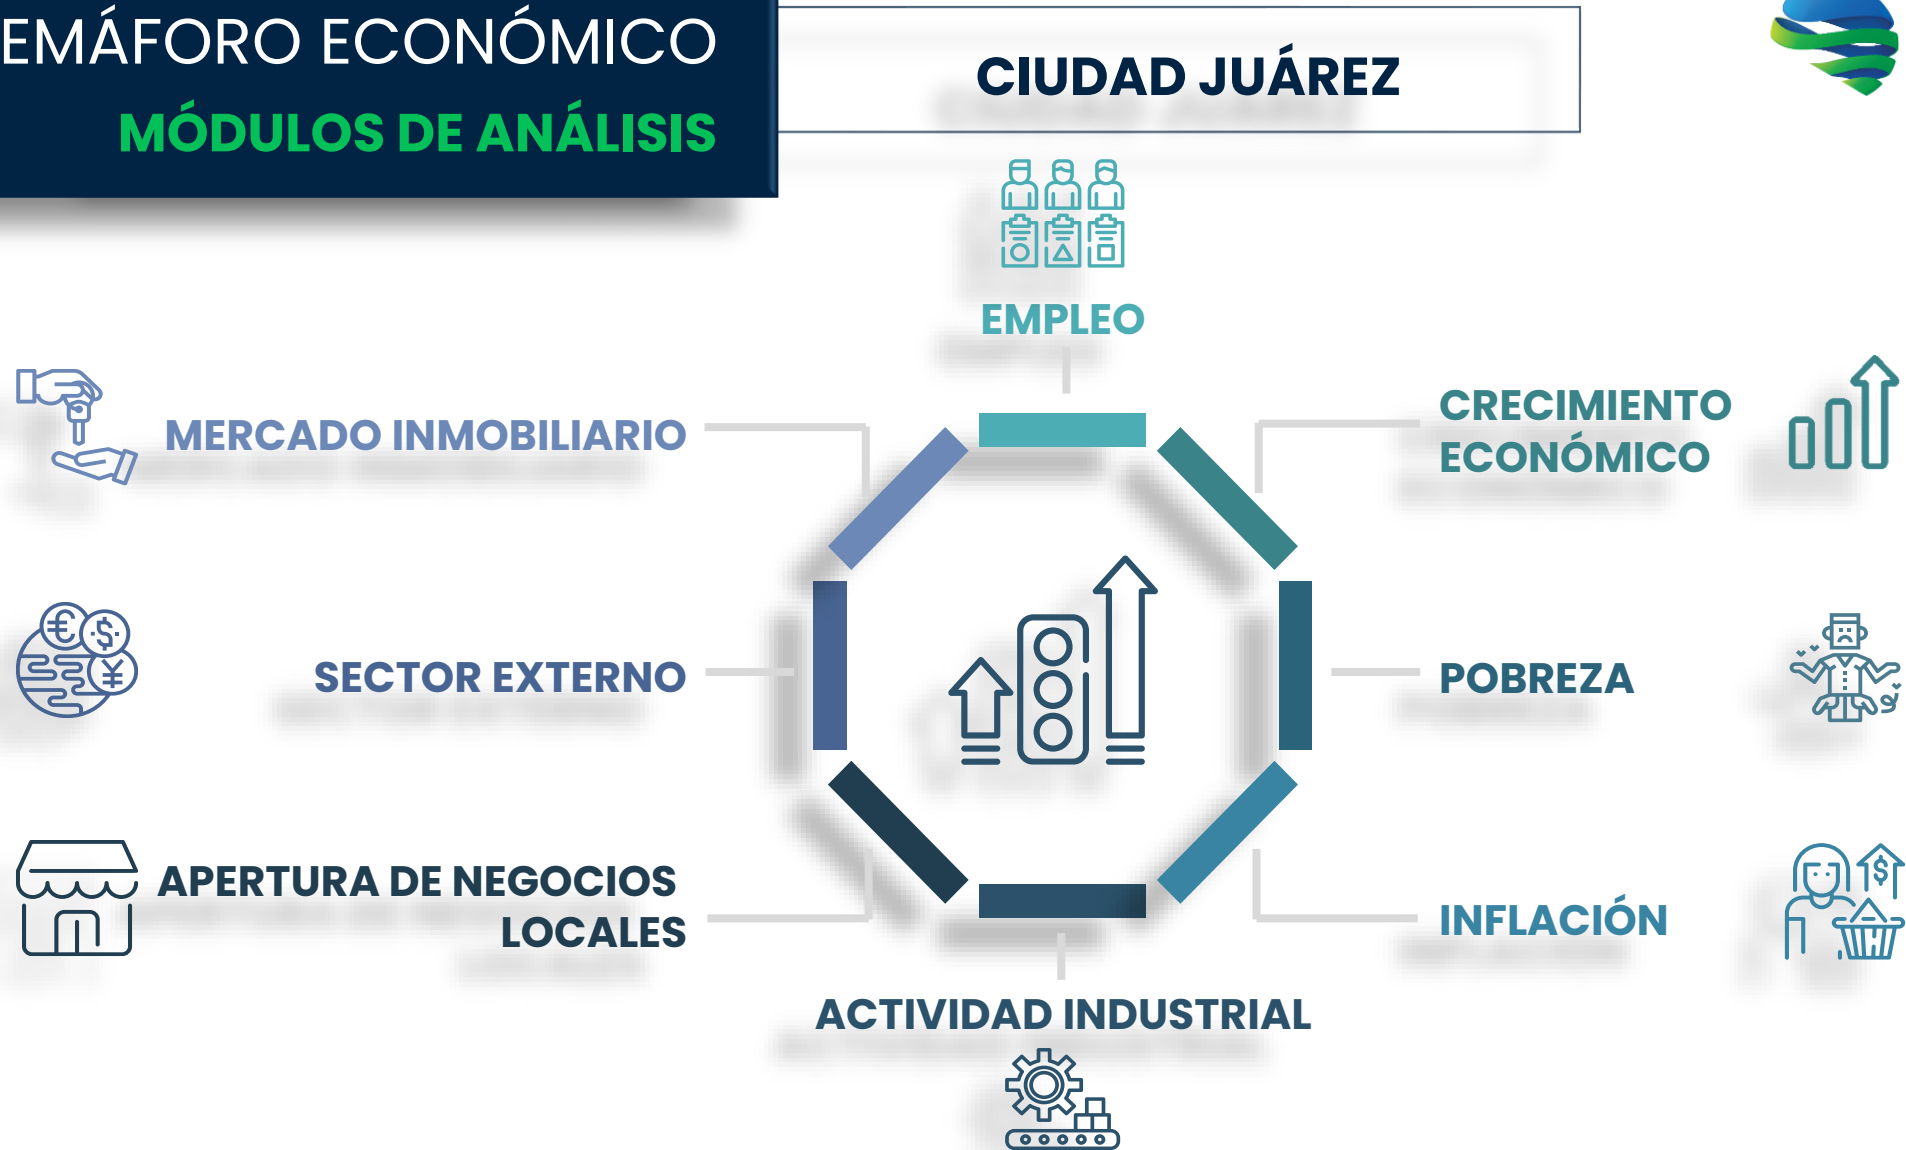 EMÁFORO ECONÓMICO
MÓDULOS DE ANÁLISIS
CIUDAD JUÁREZ
EMPLEO
MERCADO INMOBILIARIO
CRECIMIENTO
ECONÓMICO
SECTOR EXTERNO
POBREZA
APERTURA DE NEGOCIOS
LOCALES
INFLACIÓN
ACTIVIDAD INDUSTRIAL